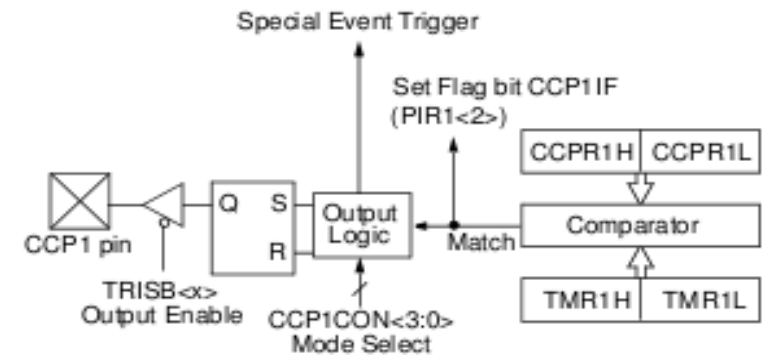 Special Event Trigger
Set Flag bit CCP1IF
(PIR1<2>)
CCPR1H CCPR1L
Q S
Output
Logic
R
Match
Comparator
CCP1 pin
TRISB<x>
Output Enable
CCP1CON<3:0>
Mode Select
TMR1H TMR1L